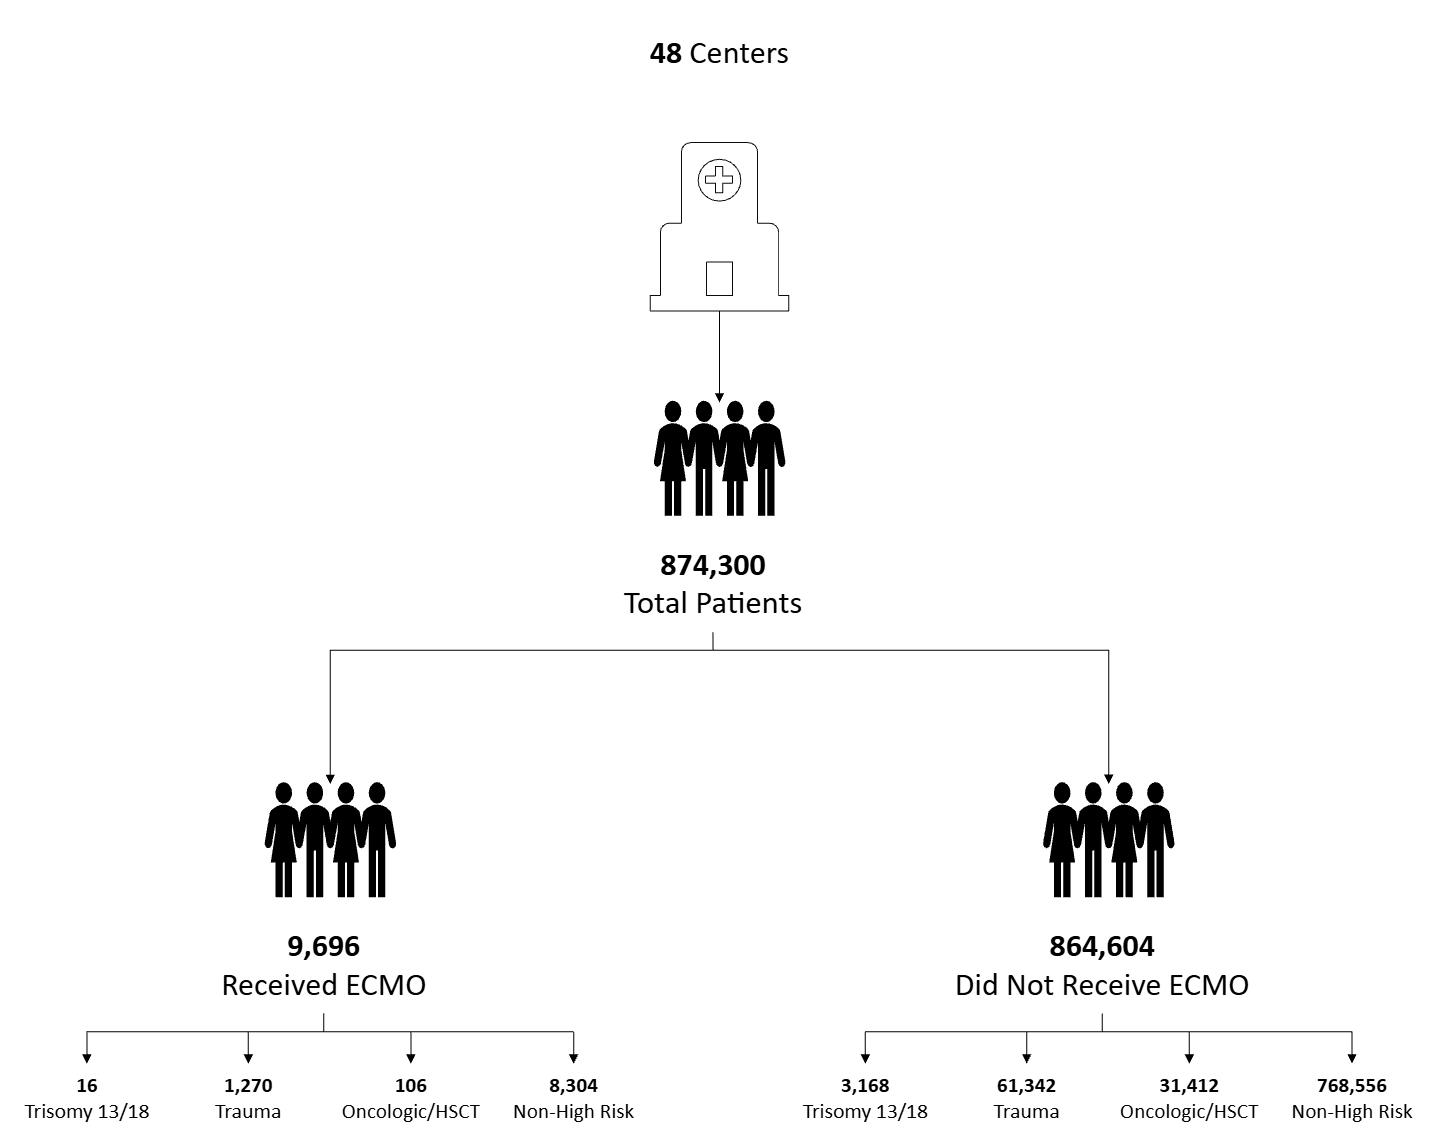 48 Centers
874,300
Total Patients
9,696
Received ECMO
864,604
Did Not Receive ECMO
16
Trisomy 13/18
1,270
Trauma
106
Oncologic/HSCT
8,304
Non-High Risk
3,168
Trisomy 13/18
61,342
Trauma
31,412
Oncologic/HSCT
768,556
Non-High Risk